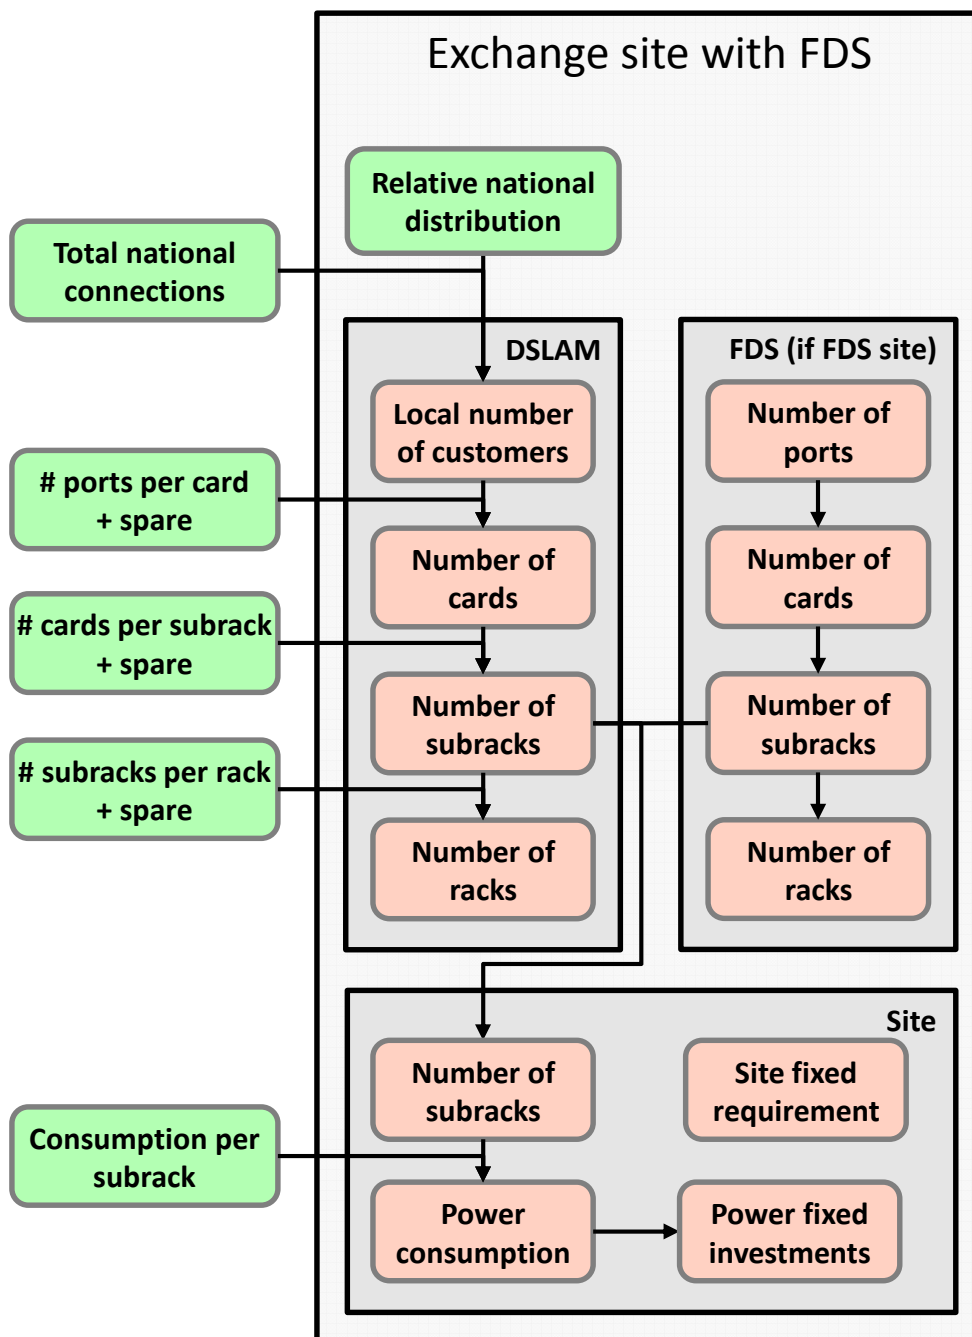 Exchange site with FDS
Relative national
distribution
Total national
connections
DSLAM
FDS (if FDS site)
Local number
of customers
Number of
ports
# ports per card
+ spare
Number of
cards
Number of
cards
# cards per subrack
+ spare
Number of
subracks
Number of
subracks
# subracks per rack
+ spare
Number of
racks
Number of
racks
Site
Number of
subracks
Site fixed
requirement
Consumption per
subrack
Power
consumption
Power fixed
investments